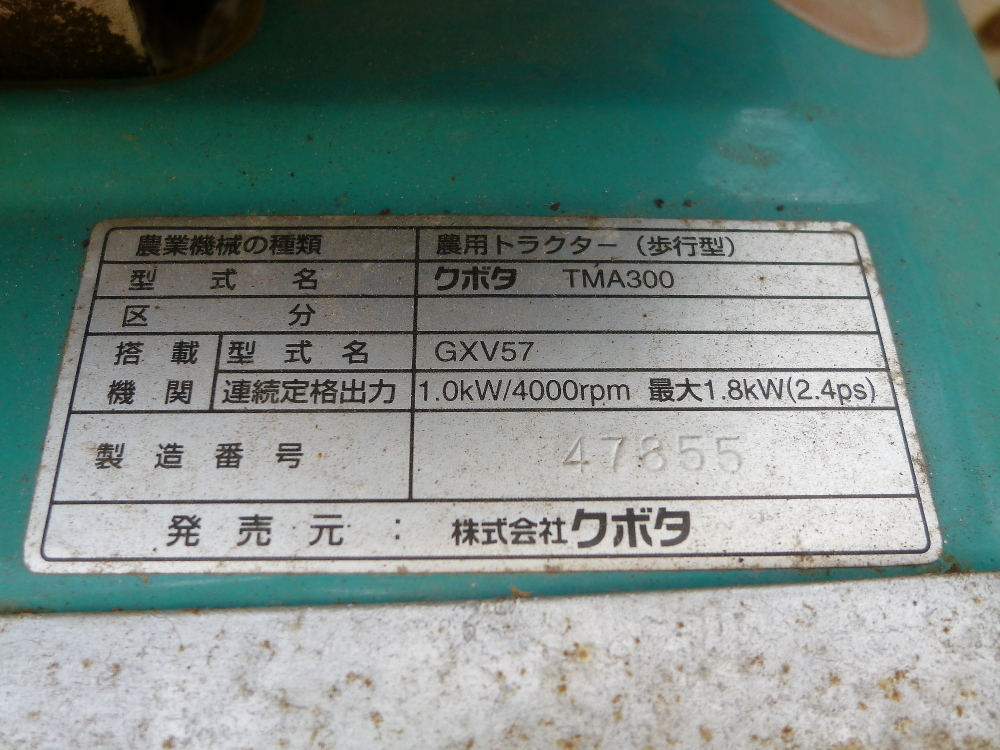 農業機械の種類 農用トラクター（歩行型）
型式名 クボタ TMA300
区分
搭載機関 型式名 GXV57
連続定格出力 1.0kW/4000rpm 最大1.8kW(2.4ps)
製造番号 47855
発売元： 株式会社クボタ